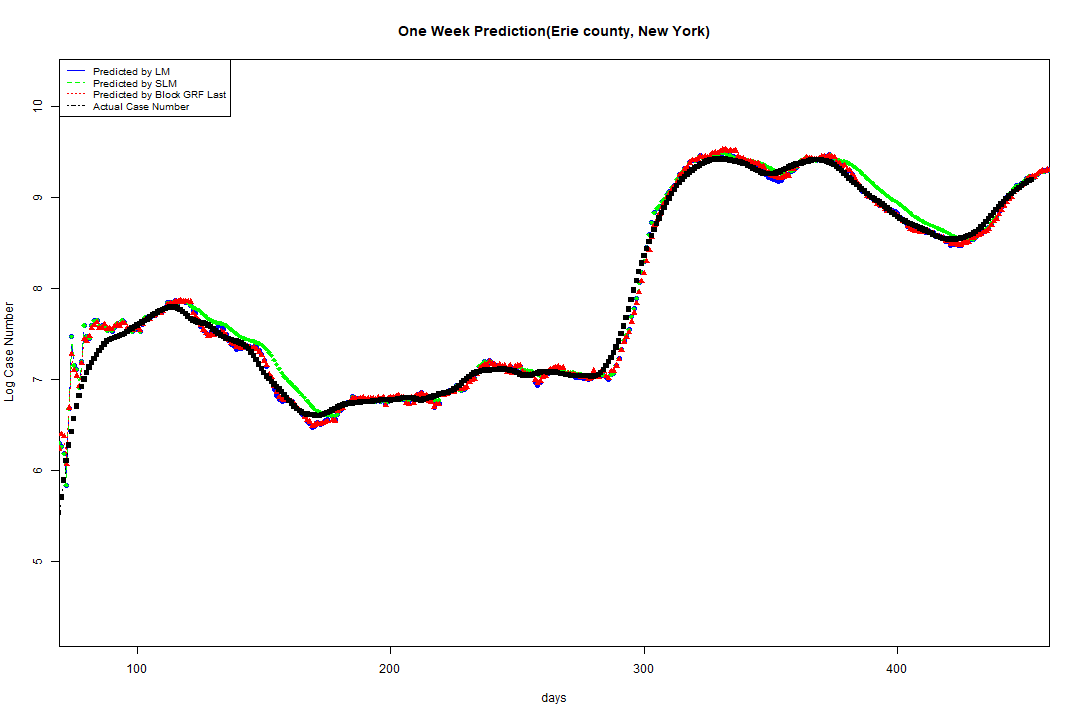 One Week Prediction(Erie county, New York)
Predicted by LM
Predicted by SLM
Predicted by Block GRF Last
Actual Case Number
Log Case Number
10
9
8
7
6
5
100 200 300 400
days